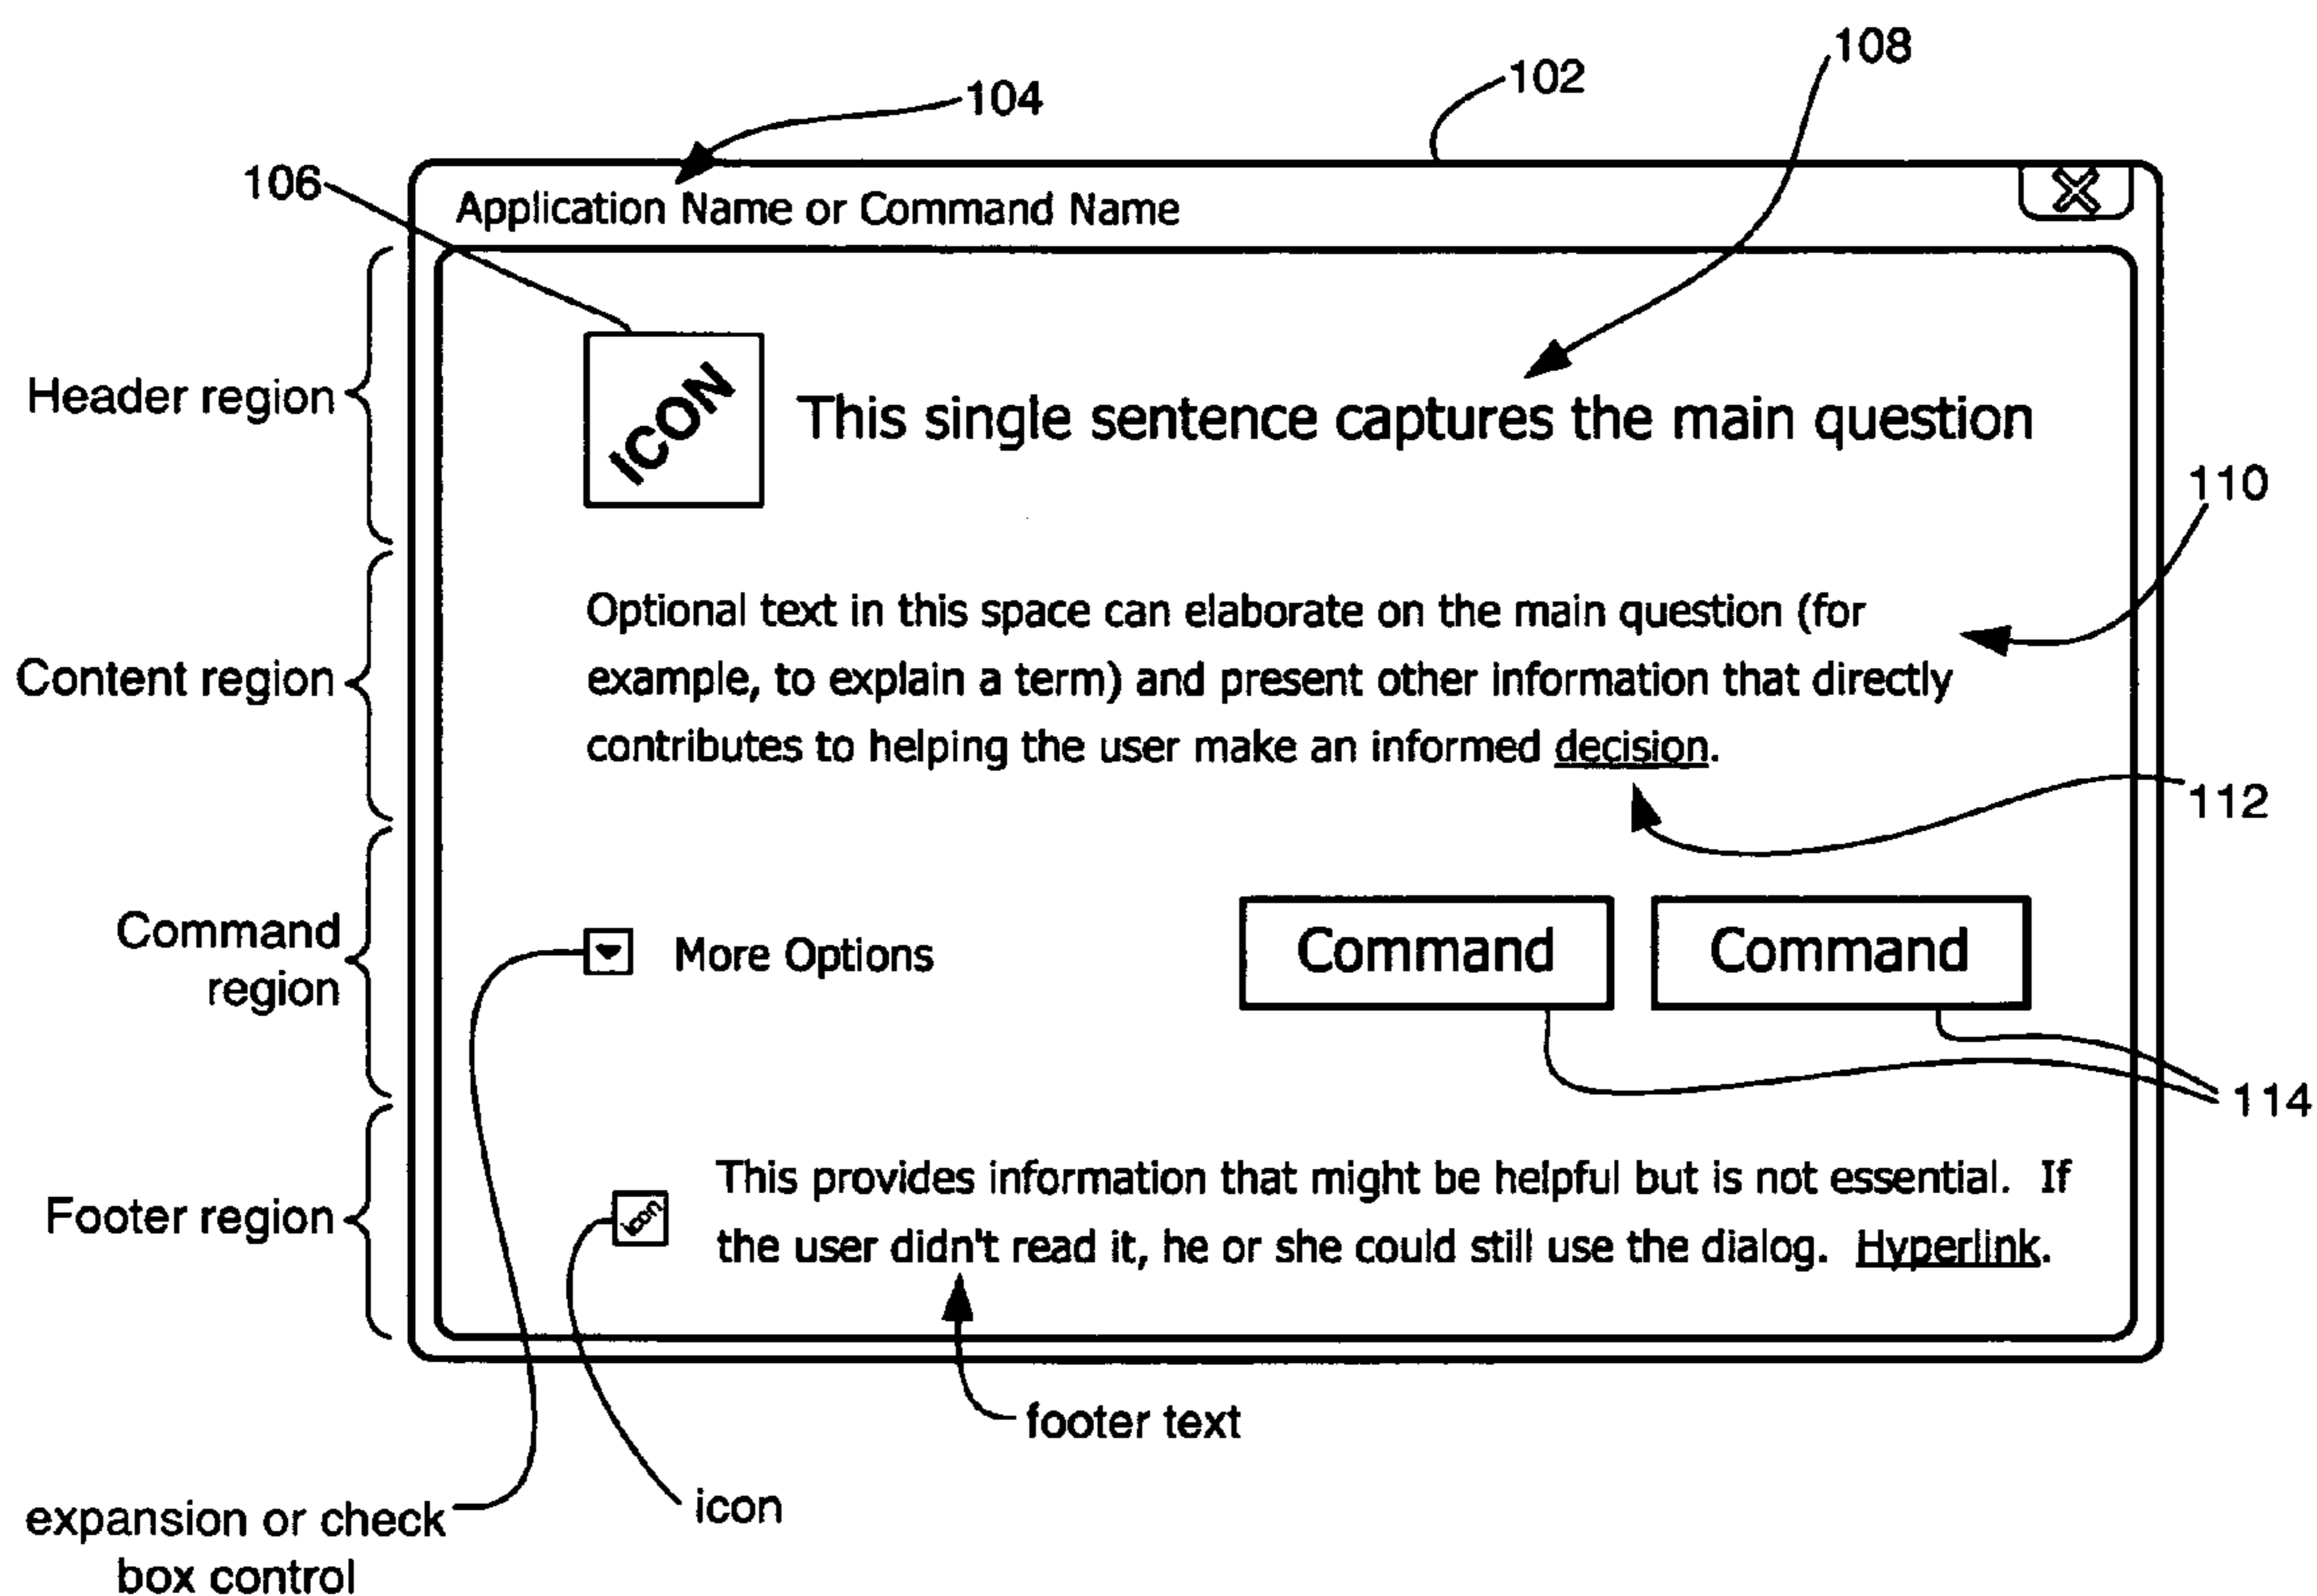 108
102
104
106
Application Name or Command Name
Header region
ICON
This single sentence captures the main question
110
Content region
Optional text in this space can elaborate on the main question (for
example, to explain a term) and present other information that directly
contributes to helping the user make an informed decision.
112
Command
region
More Options
Command
Command
114
Footer region
icon
This provides information that might be helpful but is not essential. If
the user didn't read it, he or she could still use the dialog. Hyperlink.
footer text
icon
expansion or check
box control